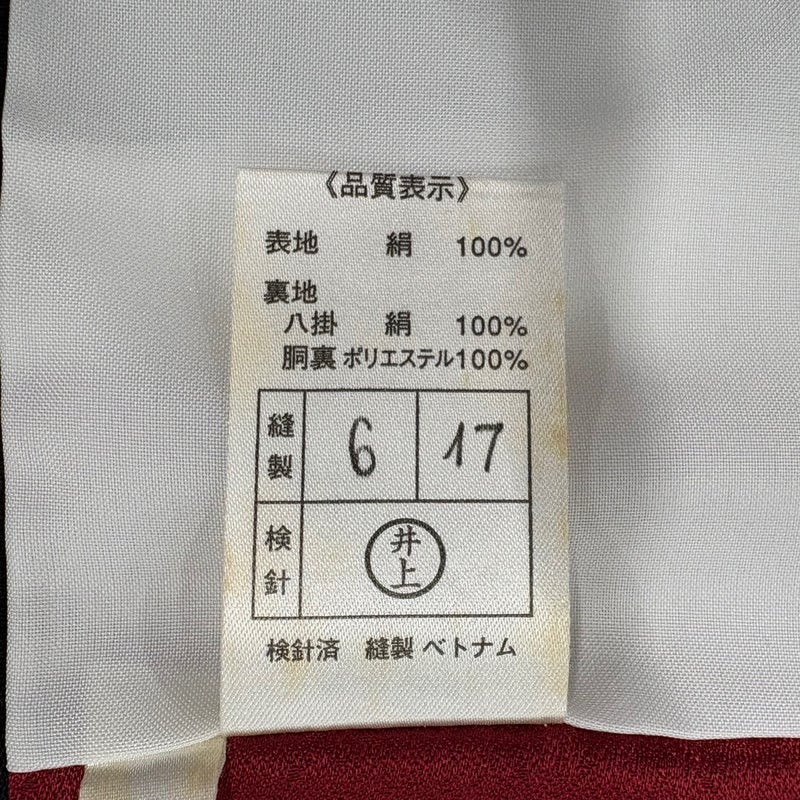 《品質表示》
表地 絹 100%
裏地
八掛 絹 100%
胴裏 ポリエステル100%
縫製 6 17
検針 井上
検針済 縫製 ベトナム